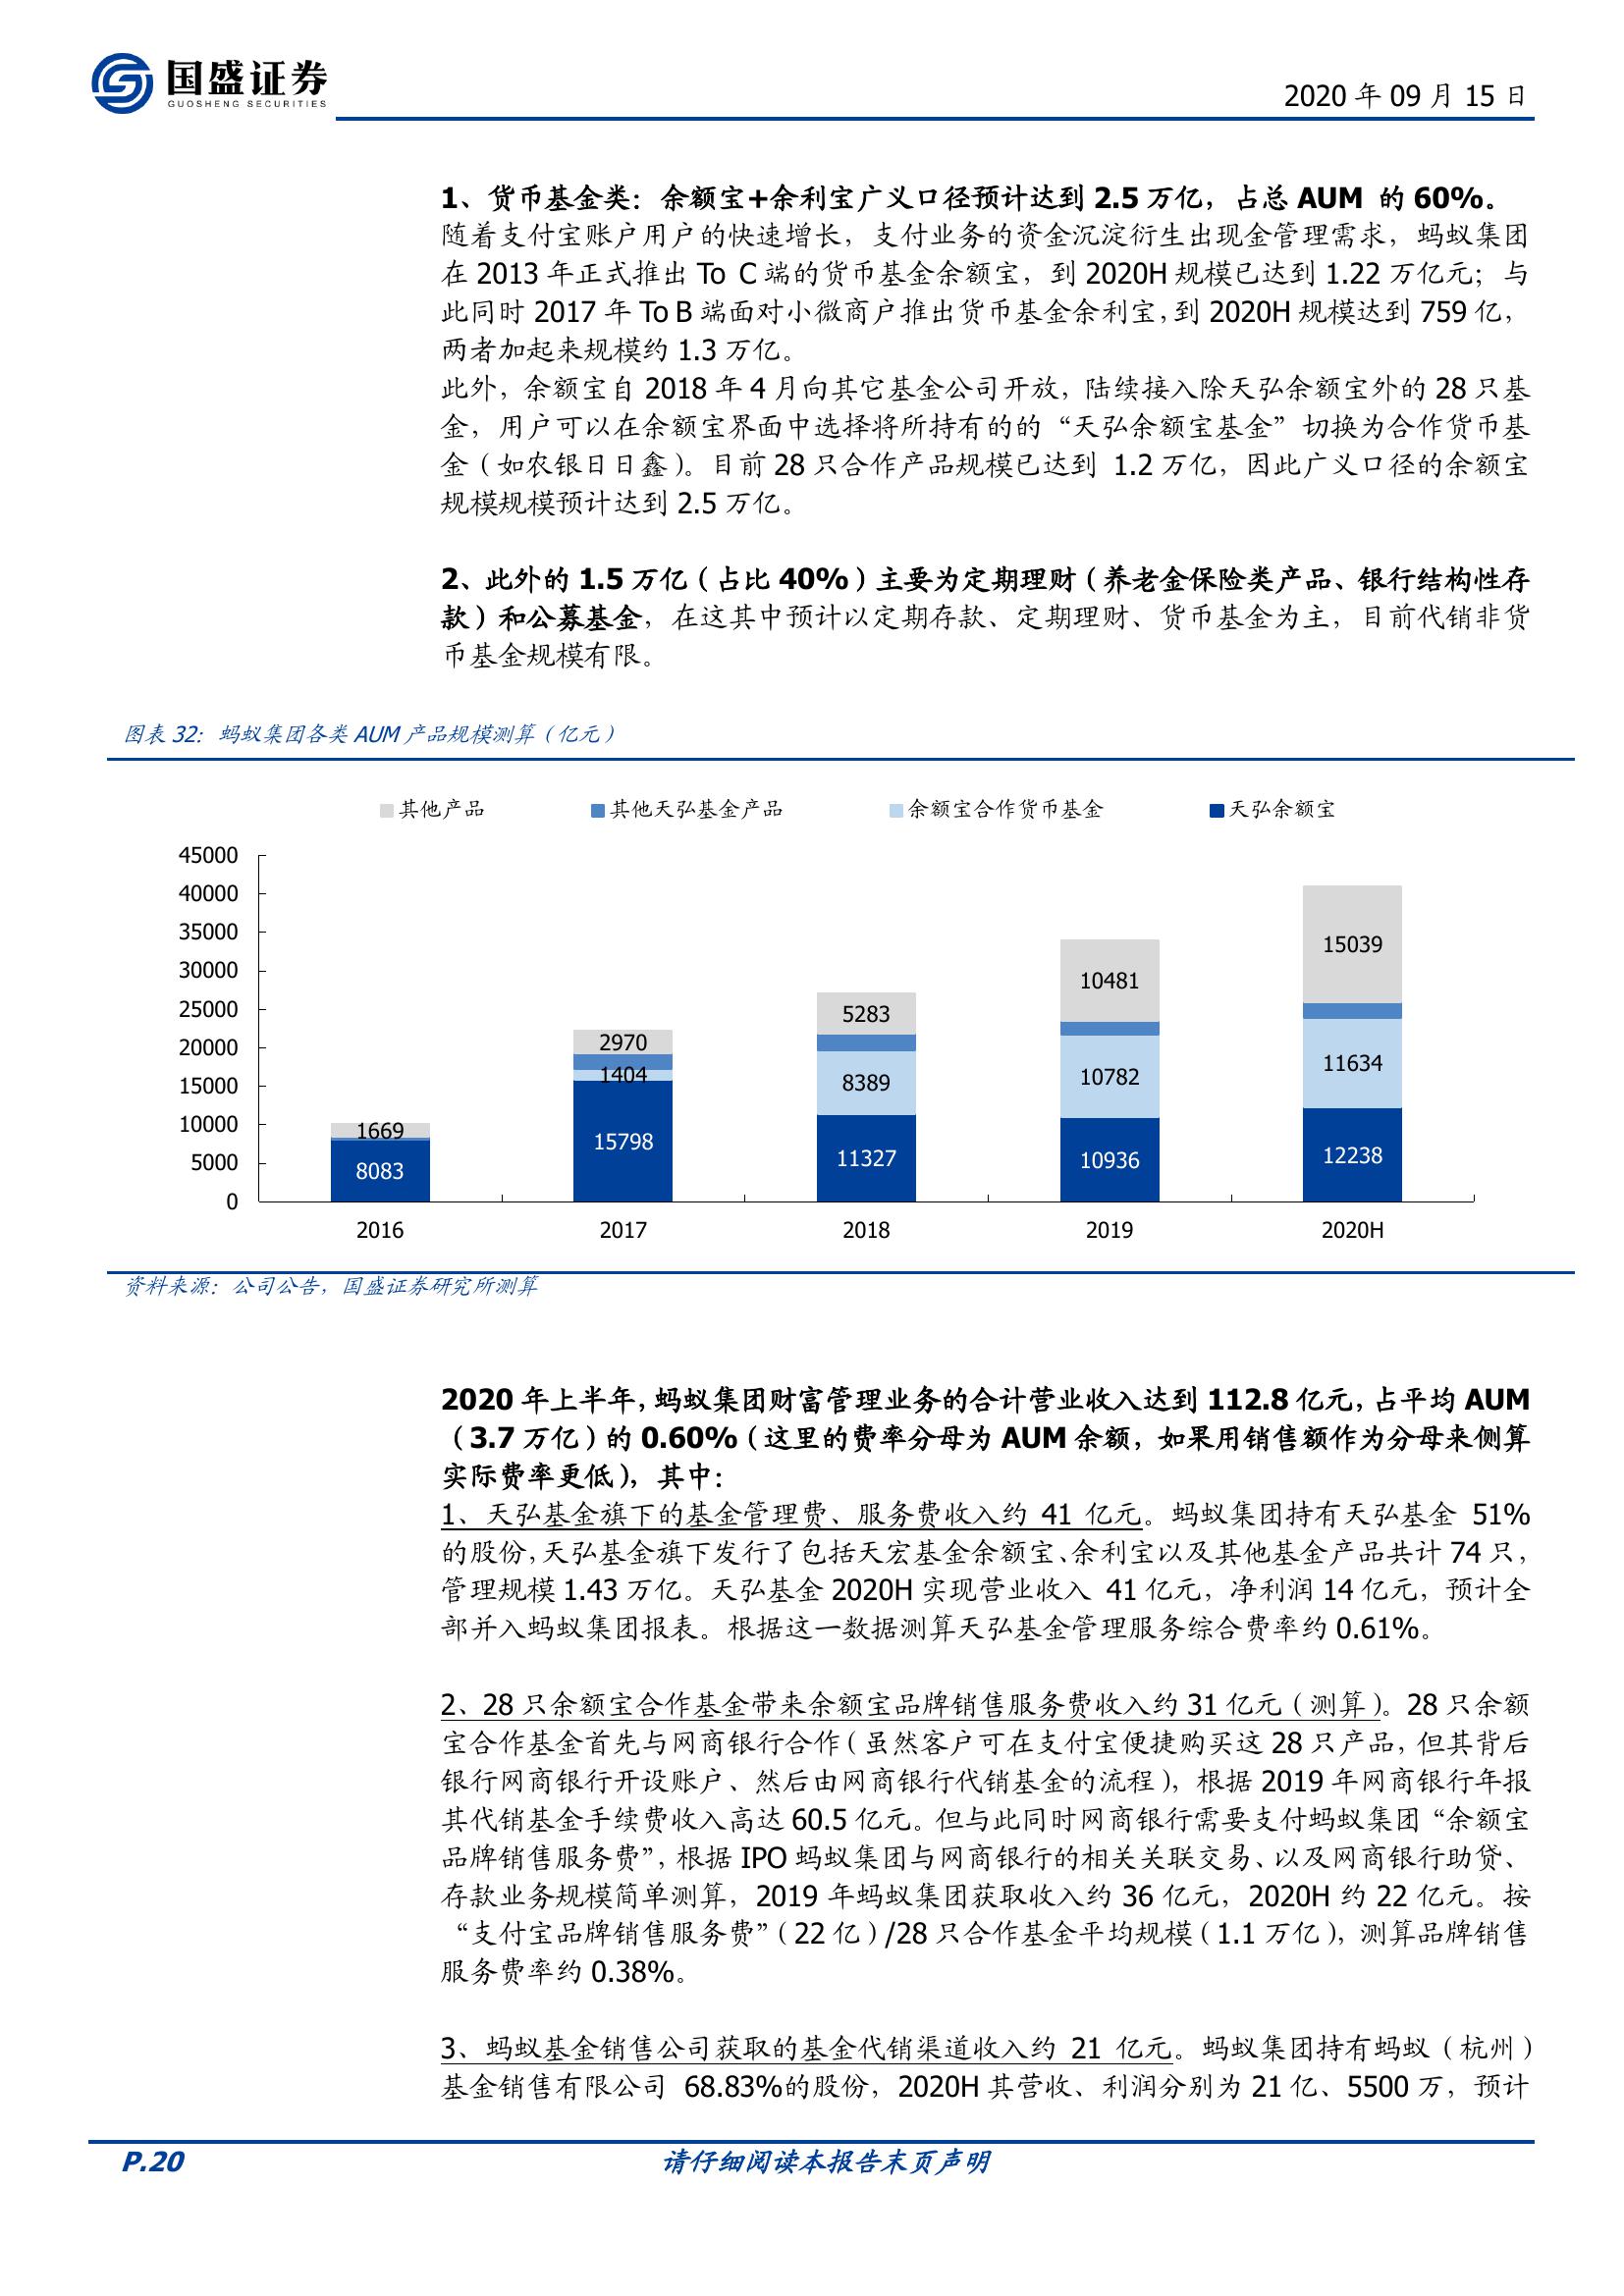 国盛证券
GUOSHENG SECURITIES
2020 年 09 月 15 日
1、货币基金类：余额宝+余利宝广义口径预计达到 2.5 万亿，占总 AUM 的 60%。
随着支付宝账户用户的快速增长，支付业务的资金沉淀衍生出现金管理需求，蚂蚁集团
在 2013 年正式推出 To C 端的货币基金余额宝，到 2020H 规模已达到 1.22 万亿元；与
此同时 2017 年 To B 端面对小微商户推出货币基金余利宝，到 2020H 规模达到 759 亿，
两者加起来规模约 1.3 万亿。
此外，余额宝自 2018 年 4 月向其它基金公司开放，陆续接入除天弘余额宝外的 28 只基
金，用户可以在余额宝界面中选择将所持有的的“天弘余额宝基金”切换为合作货币基
金（如农银日日鑫）。目前 28 只合作产品规模已达到 1.2 万亿，因此广义口径的余额宝
规模规模预计达到 2.5 万亿。
2、此外的 1.5 万亿（占比 40%）主要为定期理财（养老金保险类产品、银行结构性存
款）和公募基金，在这其中预计以定期存款、定期理财、货币基金为主，目前代销非货
币基金规模有限。
图表 32：蚂蚁集团各类 AUM 产品规模测算（亿元）
其他产品 其他天弘基金产品 余额宝合作货币基金 天弘余额宝
45000
40000
35000
30000
25000
20000
15000
10000
5000
0
1669
8083
2970
1404
15798
5283
8389
11327
10481
10782
10936
15039
11634
12238
2016 2017 2018 2019 2020H
资料来源：公司公告，国盛证券研究所测算
2020 年上半年，蚂蚁集团财富管理业务的合计营业收入达到 112.8 亿元，占平均 AUM
（3.7 万亿）的 0.60%（这里的费率分母为 AUM 余额，如果用销售额作为分母来侧算
实际费率更低），其中：
1、天弘基金旗下的基金管理费、服务费收入约 41 亿元。蚂蚁集团持有天弘基金 51%
的股份，天弘基金旗下发行了包括天宏基金余额宝、余利宝以及其他基金产品共计 74 只，
管理规模 1.43 万亿。天弘基金 2020H 实现营业收入 41 亿元，净利润 14 亿元，预计全
部并入蚂蚁集团报表。根据这一数据测算天弘基金管理服务综合费率约 0.61%。
2、28 只余额宝合作基金带来余额宝品牌销售服务费收入约 31 亿元（测算）。28 只余额
宝合作基金首先与网商银行合作（虽然客户可在支付宝便捷购买这 28 只产品，但其背后
银行网商银行开设账户、然后由网商银行代销基金的流程），根据 2019 年网商银行年报
其代销基金手续费收入高达 60.5 亿元。但与此同时网商银行需要支付蚂蚁集团“余额宝
品牌销售服务费”，根据 IPO 蚂蚁集团与网商银行的相关关联交易、以及网商银行助贷、
存款业务规模简单测算，2019 年蚂蚁集团获取收入约 36 亿元，2020H 约 22 亿元。按
“支付宝品牌销售服务费”（22 亿）/28 只合作基金平均规模（1.1 万亿），测算品牌销售
服务费率约 0.38%。
3、蚂蚁基金销售公司获取的基金代销渠道收入约 21 亿元。蚂蚁集团持有蚂蚁（杭州）
基金销售有限公司 68.83%的股份，2020H 其营收、利润分别为 21 亿、5500 万，预计
P.20
请仔细阅读本报告末页声明